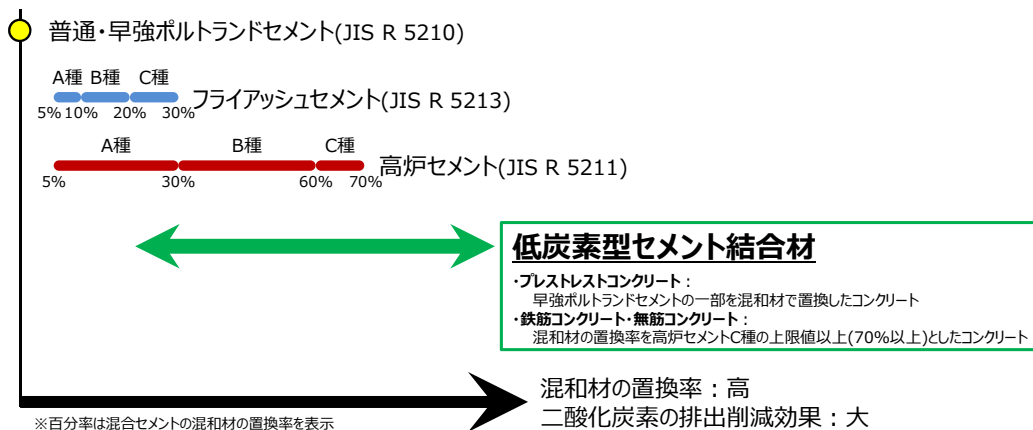 普通・早強ポルトランドセメント(JIS R 5210)
A種 B種 C種
フライアッシュセメント(JIS R 5213)
5% 10% 20% 30%
A種 B種 C種
高炉セメント(JIS R 5211)
5% 30% 60% 70%
低炭素型セメント結合材
・プレストレストコンクリート：
早強ポルトランドセメントの一部を混和材で置換したコンクリート
・鉄筋コンクリート・無筋コンクリート：
混和材の置換率を高炉セメントC種の上限値以上(70%以上)としたコンクリート
混和材の置換率：高
二酸化炭素の排出削減効果：大
※百分率は混合セメントの混和材の置換率を表示